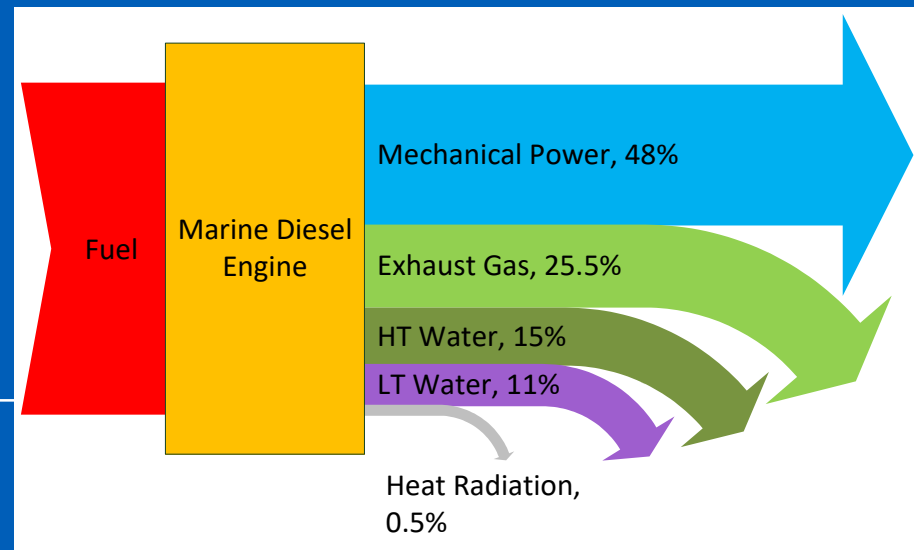 Fuel
Marine Diesel
Engine
Mechanical Power, 48%
Exhaust Gas, 25.5%
HT Water, 15%
LT Water, 11%
Heat Radiation,
0.5%